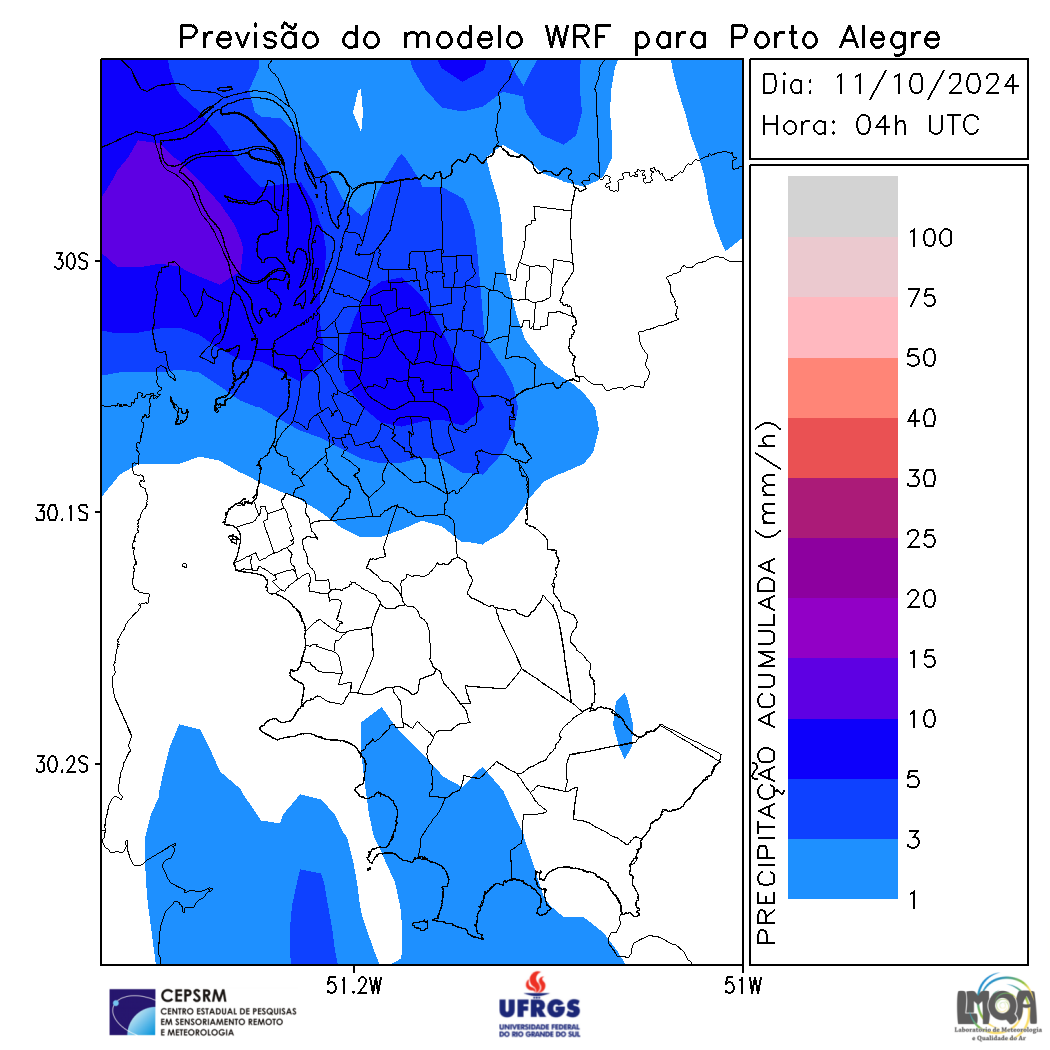 Previsão do modelo WRF para Porto Alegre
Dia: 11/10/2024
Hora: 04h UTC
100
75
50
40
30
25
20
15
10
5
3
1
PRECIPITAÇÃO ACUMULADA (mm/h)
30S
30.1S
30.2S
51.2W
51W
CEPSRM
CENTRO ESTADUAL DE PESQUISAS
EM SENSORIAMENTO REMOTO
E METEOROLOGIA
UFRGS
UNIVERSIDADE FEDERAL
DO RIO GRANDE DO SUL
LMQA
Laboratório de Meteorologia
e Qualidade do Ar